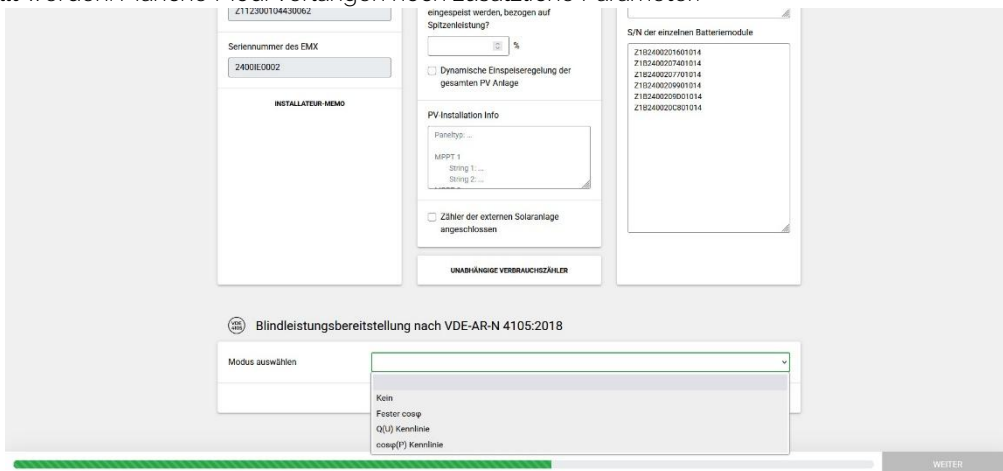 Z112300104430062
Seriennummer des EMX
2400IE0002
INSTALLATEUR-MEMO
eingespeist werden, bezogen auf
Spitzenleistung?
%
Dynamische Einspeiseregelung der
gesamten PV Anlage
PV-Installation Info
Paneltyp: ...
MPPT 1
String 1: ...
String 2: ...
Zähler der externen Solaranlage
angeschlossen
UNABHÄNGIGE VERBRAUCHSZÄHLER
S/N der einzelnen Batteriemodule
Z1B2400201601014
Z1B2400207401014
Z1B2400207701014
Z1B2400209901014
Z1B2400209D01014
Z1B240020C801014
VDE
4105
Blindleistungsbereitstellung nach VDE-AR-N 4105:2018
Modus auswählen
Kein
Fester cosφ
Q(U) Kennlinie
cosφ(P) Kennlinie
WEITER